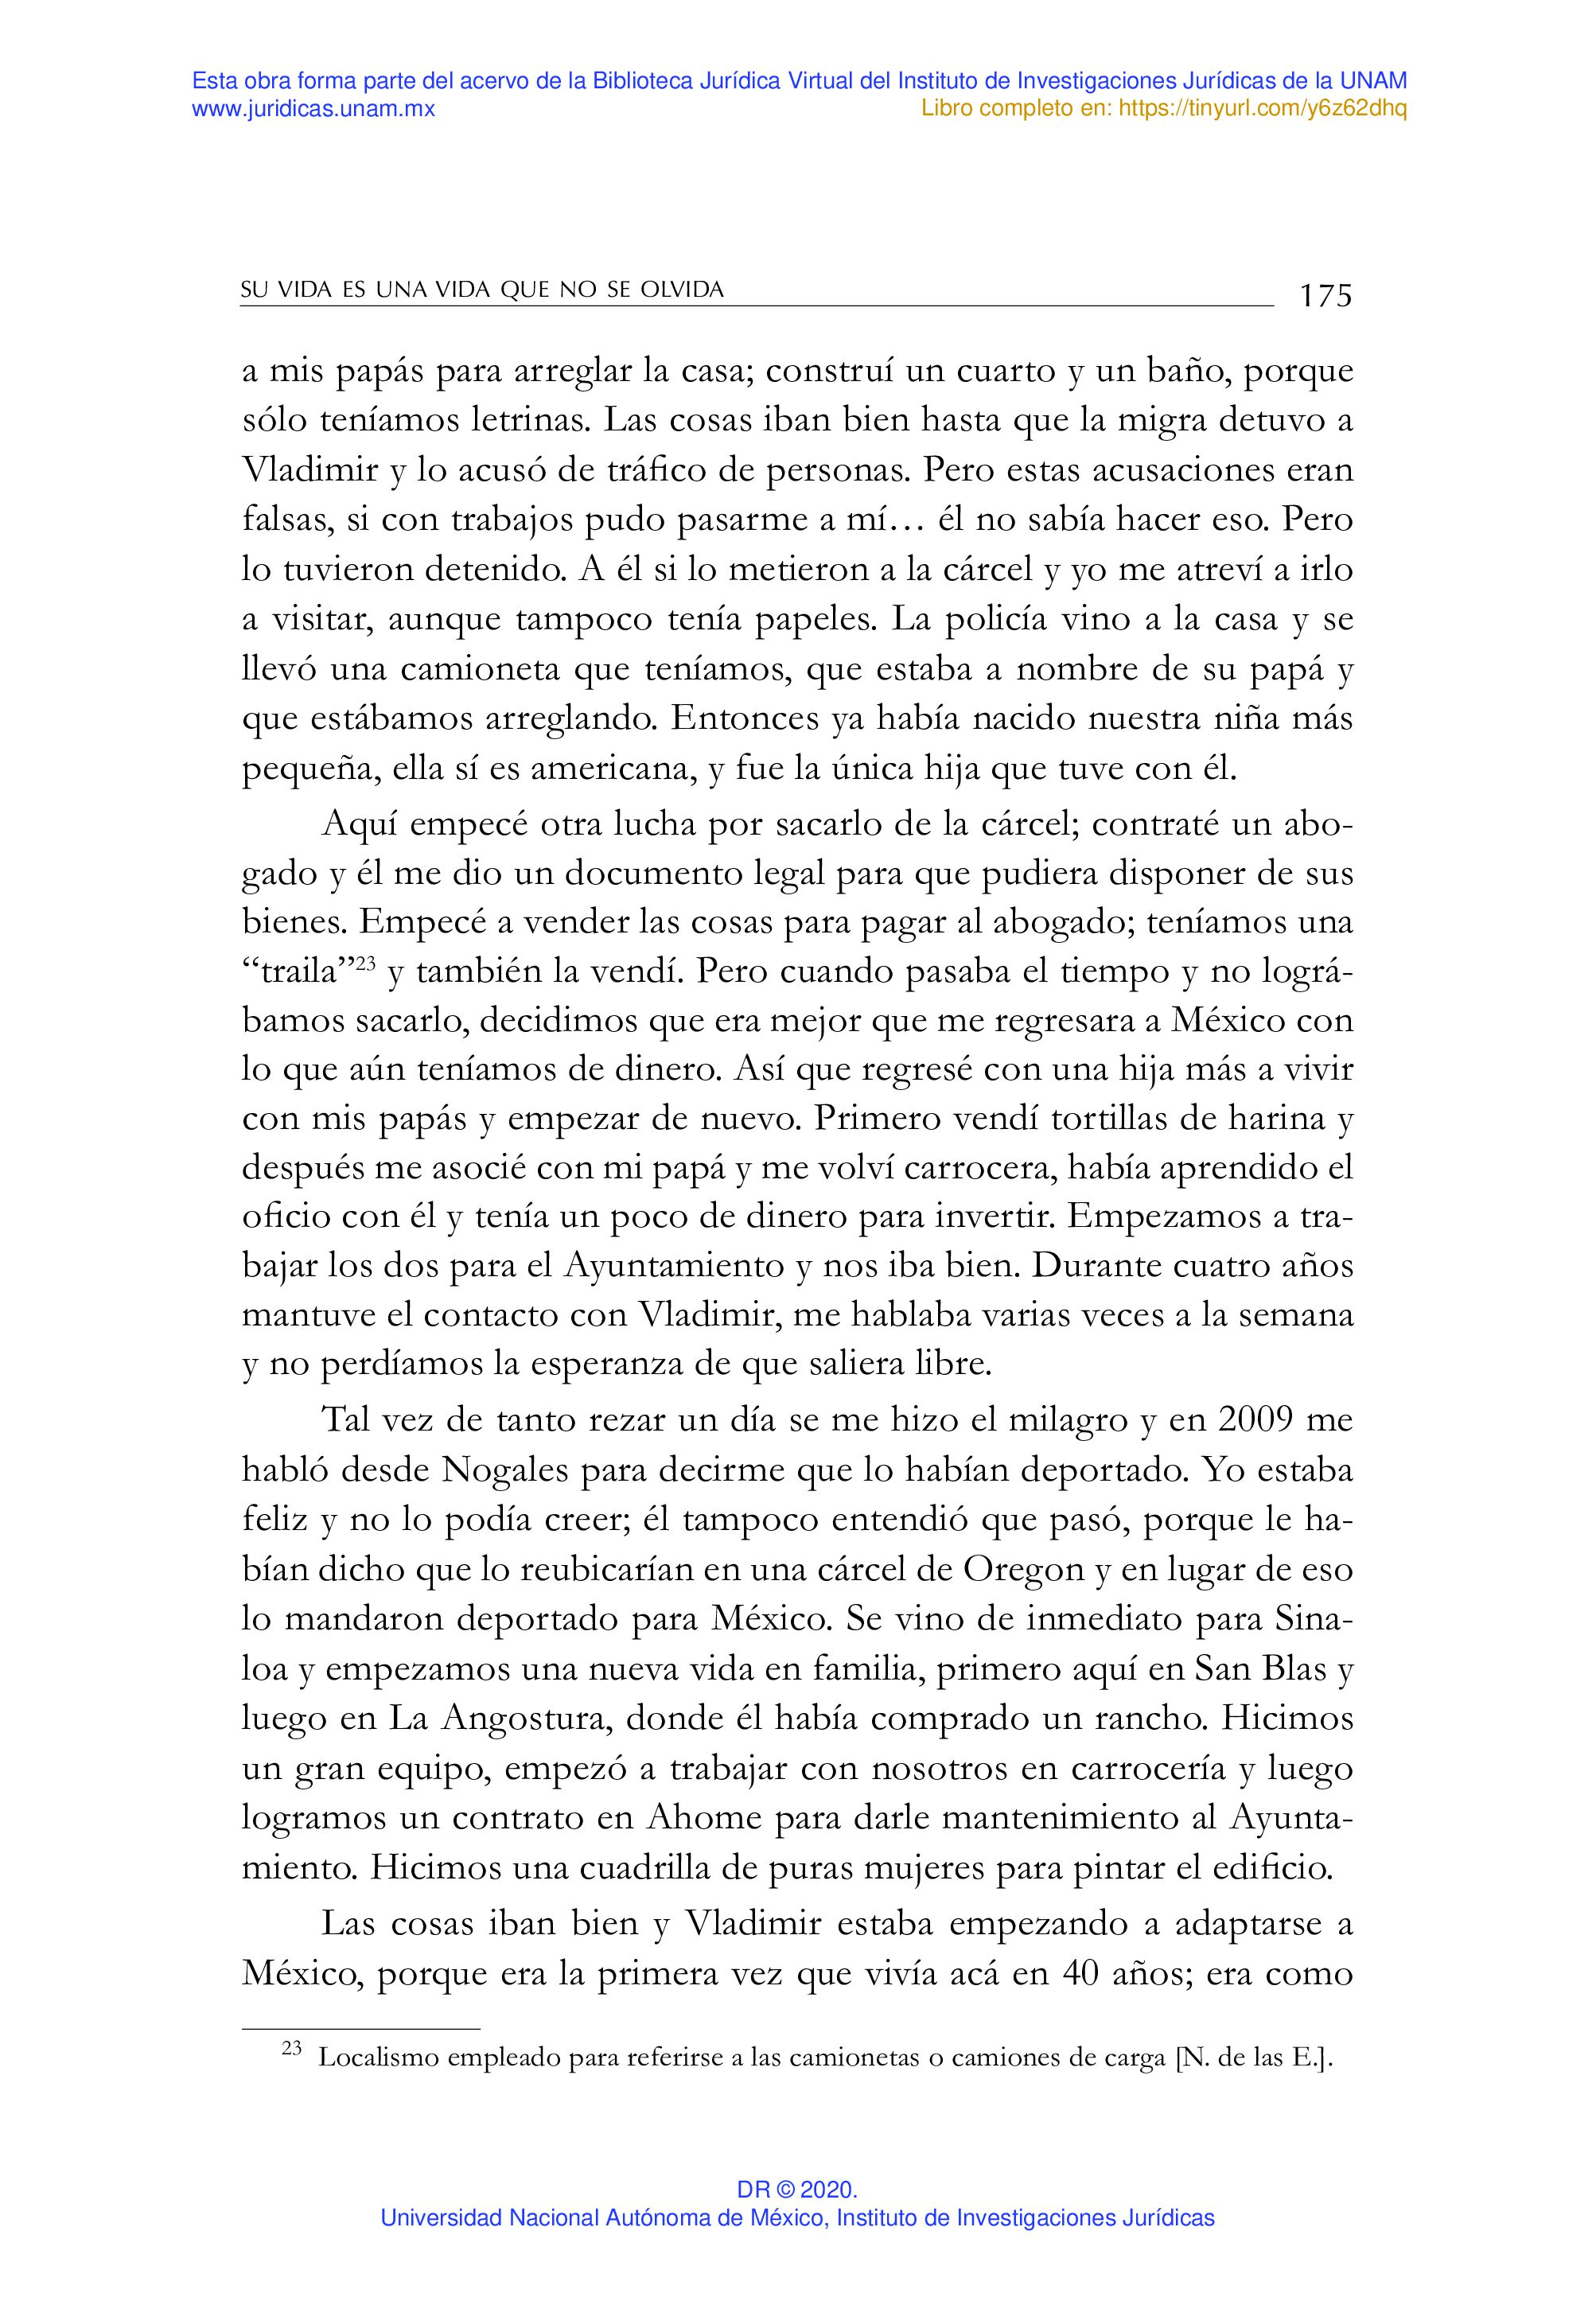 Esta obra forma parte del acervo de la Biblioteca Jurídica Virtual del Instituto de Investigaciones Jurídicas de la UNAM
www.juridicas.unam.mx
Libro completo en: https://tinyurl.com/y6z62dhq
SU VIDA ES UNA VIDA QUE NO SE OLVIDA
175
a mis papás para arreglar la casa; construí un cuarto y un baño, porque
sólo teníamos letrinas. Las cosas iban bien hasta que la migra detuvo a
Vladimir y lo acusó de tráfico de personas. Pero estas acusaciones eran
falsas, si con trabajos pudo pasarme a mí… él no sabía hacer eso. Pero
lo tuvieron detenido. A él si lo metieron a la cárcel y yo me atreví a irlo
a visitar, aunque tampoco tenía papeles. La policía vino a la casa y se
llevó una camioneta que teníamos, que estaba a nombre de su papá y
que estábamos arreglando. Entonces ya había nacido nuestra niña más
pequeña, ella sí es americana, y fue la única hija que tuve con él.
Aquí empecé otra lucha por sacarlo de la cárcel; contraté un abo-
gado y él me dio un documento legal para que pudiera disponer de sus
bienes. Empecé a vender las cosas para pagar al abogado; teníamos una
“traila”23 y también la vendí. Pero cuando pasaba el tiempo y no lográ-
bamos sacarlo, decidimos que era mejor que me regresara a México con
lo que aún teníamos de dinero. Así que regresé con una hija más a vivir
con mis papás y empezar de nuevo. Primero vendí tortillas de harina y
después me asocié con mi papá y me volví carrocera, había aprendido el
oficio con él y tenía un poco de dinero para invertir. Empezamos a tra-
bajar los dos para el Ayuntamiento y nos iba bien. Durante cuatro años
mantuve el contacto con Vladimir, me hablaba varias veces a la semana
y no perdíamos la esperanza de que saliera libre.
Tal vez de tanto rezar un día se me hizo el milagro y en 2009 me
habló desde Nogales para decirme que lo habían deportado. Yo estaba
feliz y no lo podía creer; él tampoco entendió que pasó, porque le ha-
bían dicho que lo reubicarían en una cárcel de Oregon y en lugar de eso
lo mandaron deportado para México. Se vino de inmediato para Sina-
loa y empezamos una nueva vida en familia, primero aquí en San Blas y
luego en La Angostura, donde él había comprado un rancho. Hicimos
un gran equipo, empezó a trabajar con nosotros en carrocería y luego
logramos un contrato en Ahome para darle mantenimiento al Ayunta-
miento. Hicimos una cuadrilla de puras mujeres para pintar el edificio.
Las cosas iban bien y Vladimir estaba empezando a adaptarse a
México, porque era la primera vez que vivía acá en 40 años; era como
23 Localismo empleado para referirse a las camionetas o camiones de carga [N. de las E.].
DR © 2020.
Universidad Nacional Autónoma de México, Instituto de Investigaciones Jurídicas